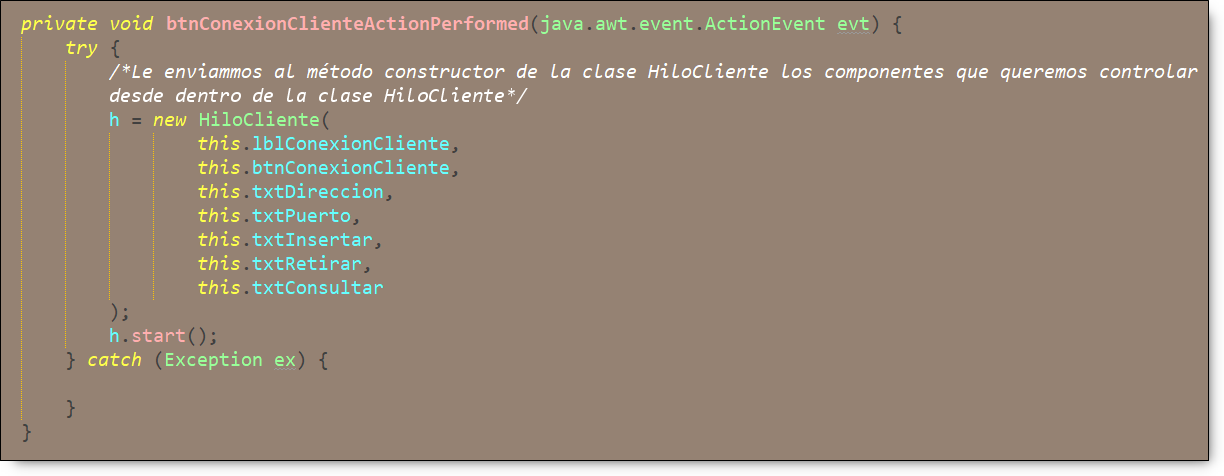 private void btnConexionClienteActionPerformed(java.awt.event.ActionEvent evt) {
    try {
        /*Le enviammos al método constructor de la clase HiloCliente los componentes que queremos controlar
        desde dentro de la clase HiloCliente*/
        h = new HiloCliente(
                this.lblConexionCliente,
                this.btnConexionCliente,
                this.txtDireccion,
                this.txtPuerto,
                this.txtInsertar,
                this.txtRetirar,
                this.txtConsultar
        );
        h.start();
    } catch (Exception ex) {

    }
}